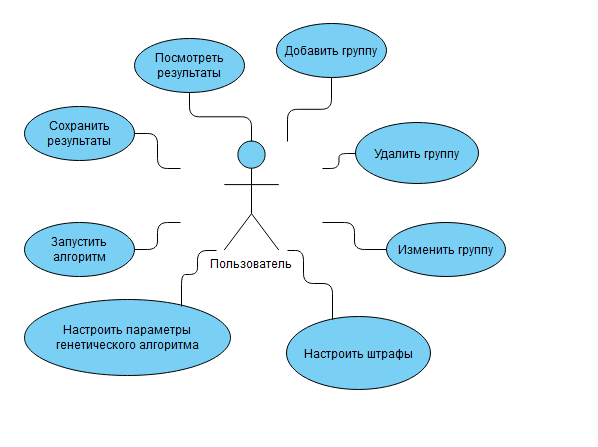 Добавить группу
Посмотреть
результаты
Сохранить
результаты
Удалить группу
Запустить
алгоритм
Изменить группу
Пользователь
Настроить параметры
генетического алгоритма
Настроить штрафы